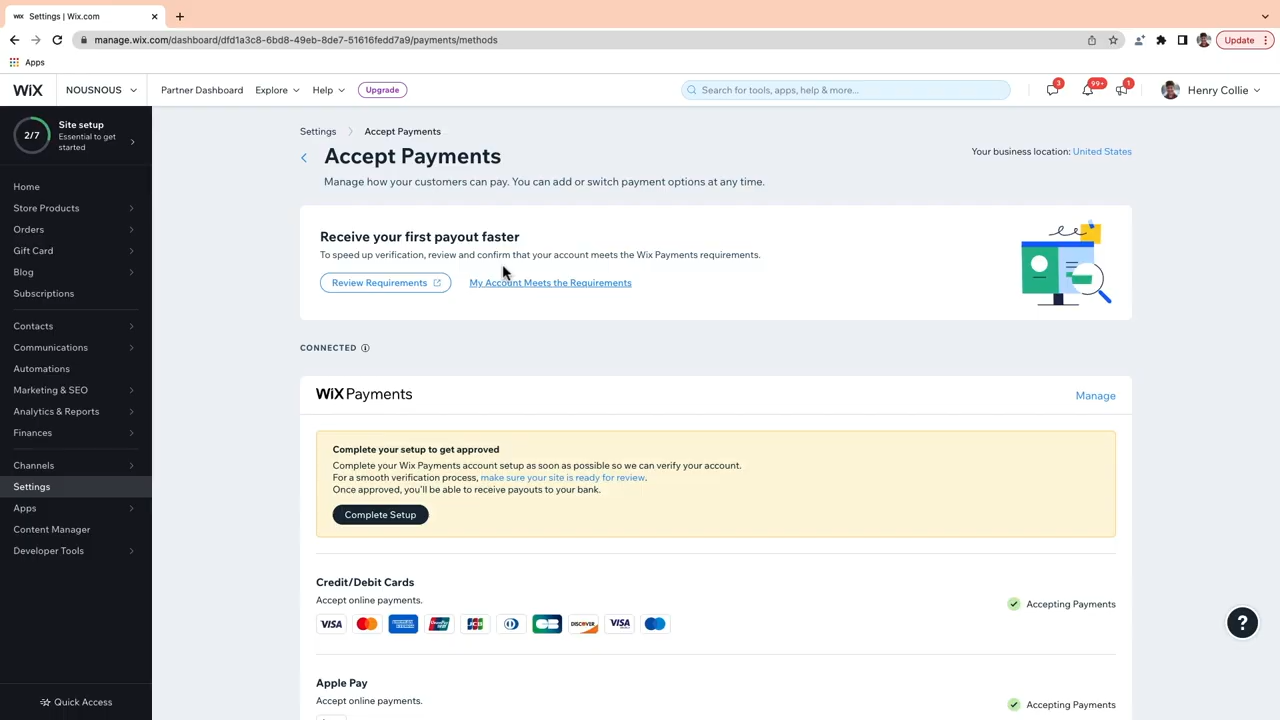 WiX Settings | Wix.com
manage.wix.com/dashboard/dfd1a3c8-6bd8-49eb-8de7-51616fedd7a9/payments/methods
Update
Apps
WiX
NOUSNOUS
Partner Dashboard
Explore
Help
Upgrade
Search for tools, apps, help & more...
3
99+
1
Henry Collie
2/7
Site setup
Essential to get
started
Home
Store Products
Orders
Gift Card
Blog
Subscriptions
Contacts
Communications
Automations
Marketing & SEO
Analytics & Reports
Finances
Channels
Settings
Apps
Content Manager
Developer Tools
Quick Access
Settings
Accept Payments
Accept Payments
Your business location: United States
Manage how your customers can pay. You can add or switch payment options at any time.
Receive your first payout faster
To speed up verification, review and confirm that your account meets the Wix Payments requirements.
Review Requirements
My Account Meets the Requirements
CONNECTED
WiX Payments
Manage
Complete your setup to get approved
Complete your Wix Payments account setup as soon as possible so we can verify your account.
For a smooth verification process, make sure your site is ready for review.
Once approved, you'll be able to receive payouts to your bank.
Complete Setup
Credit/Debit Cards
Accept online payments.
Accepting Payments
VISA
AMERICAN EXPRESS
UnionPay
JCB
CB
DISCOVER
VISA
Apple Pay
Accept online payments.
Accepting Payments
?